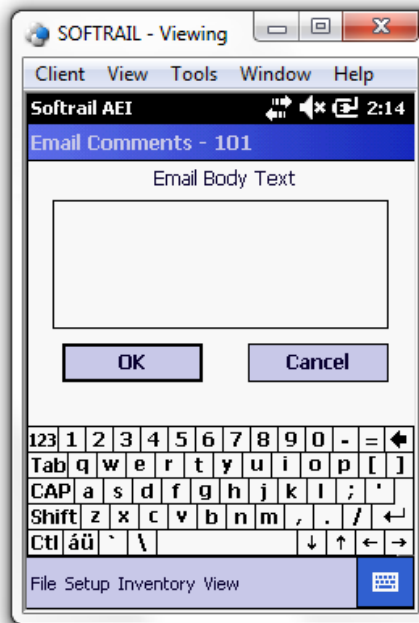 SOFTRAIL - Viewing
Client View Tools Window Help
Softrail AEI 2:14
Email Comments - 101
Email Body Text
OK Cancel
123 1 2 3 4 5 6 7 8 9 0 - =
Tab q w e r t y u i o p [ ]
CAP a s d f g h j k l ; '
Shift z x c v b n m , . /
Ctl áü ` \
File Setup Inventory View